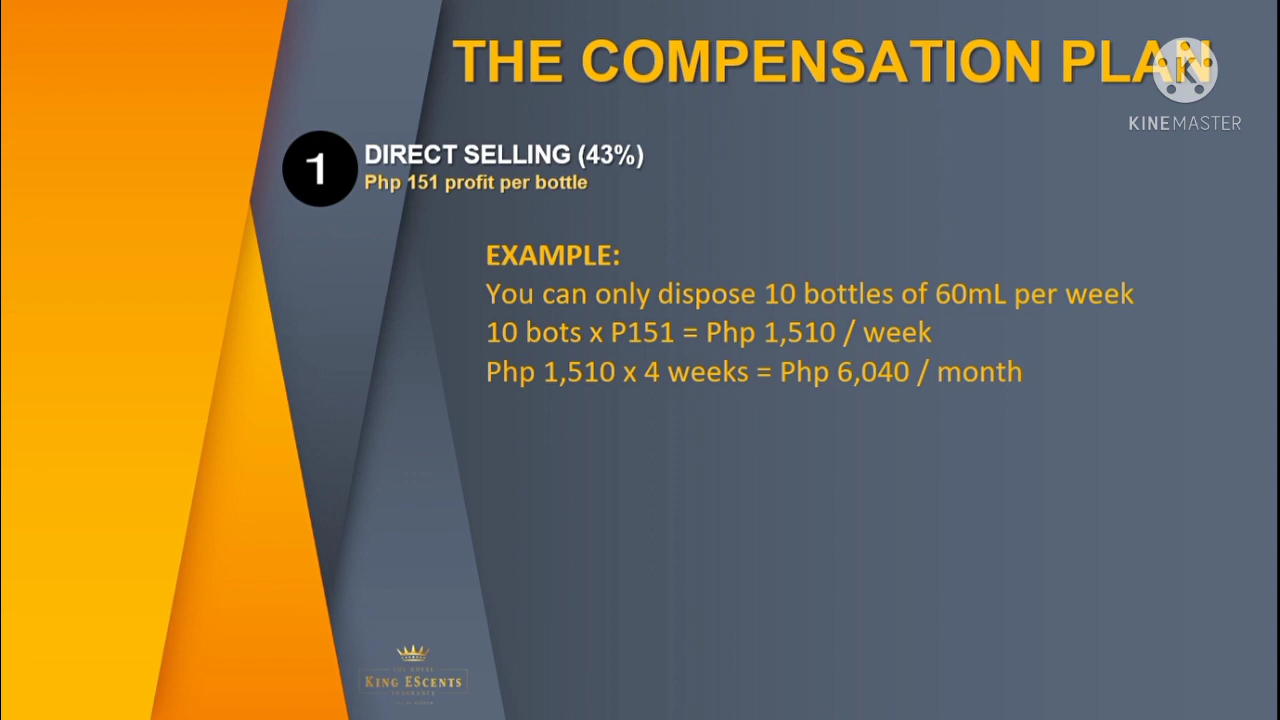 THE COMPENSATION PLAN
K
KINEMASTER
1
DIRECT SELLING (43%)
Php 151 profit per bottle
EXAMPLE:
You can only dispose 10 bottles of 60mL per week
10 bots x P151 = Php 1,510 / week
Php 1,510 x 4 weeks = Php 6,040 / month
KING ESCENTS